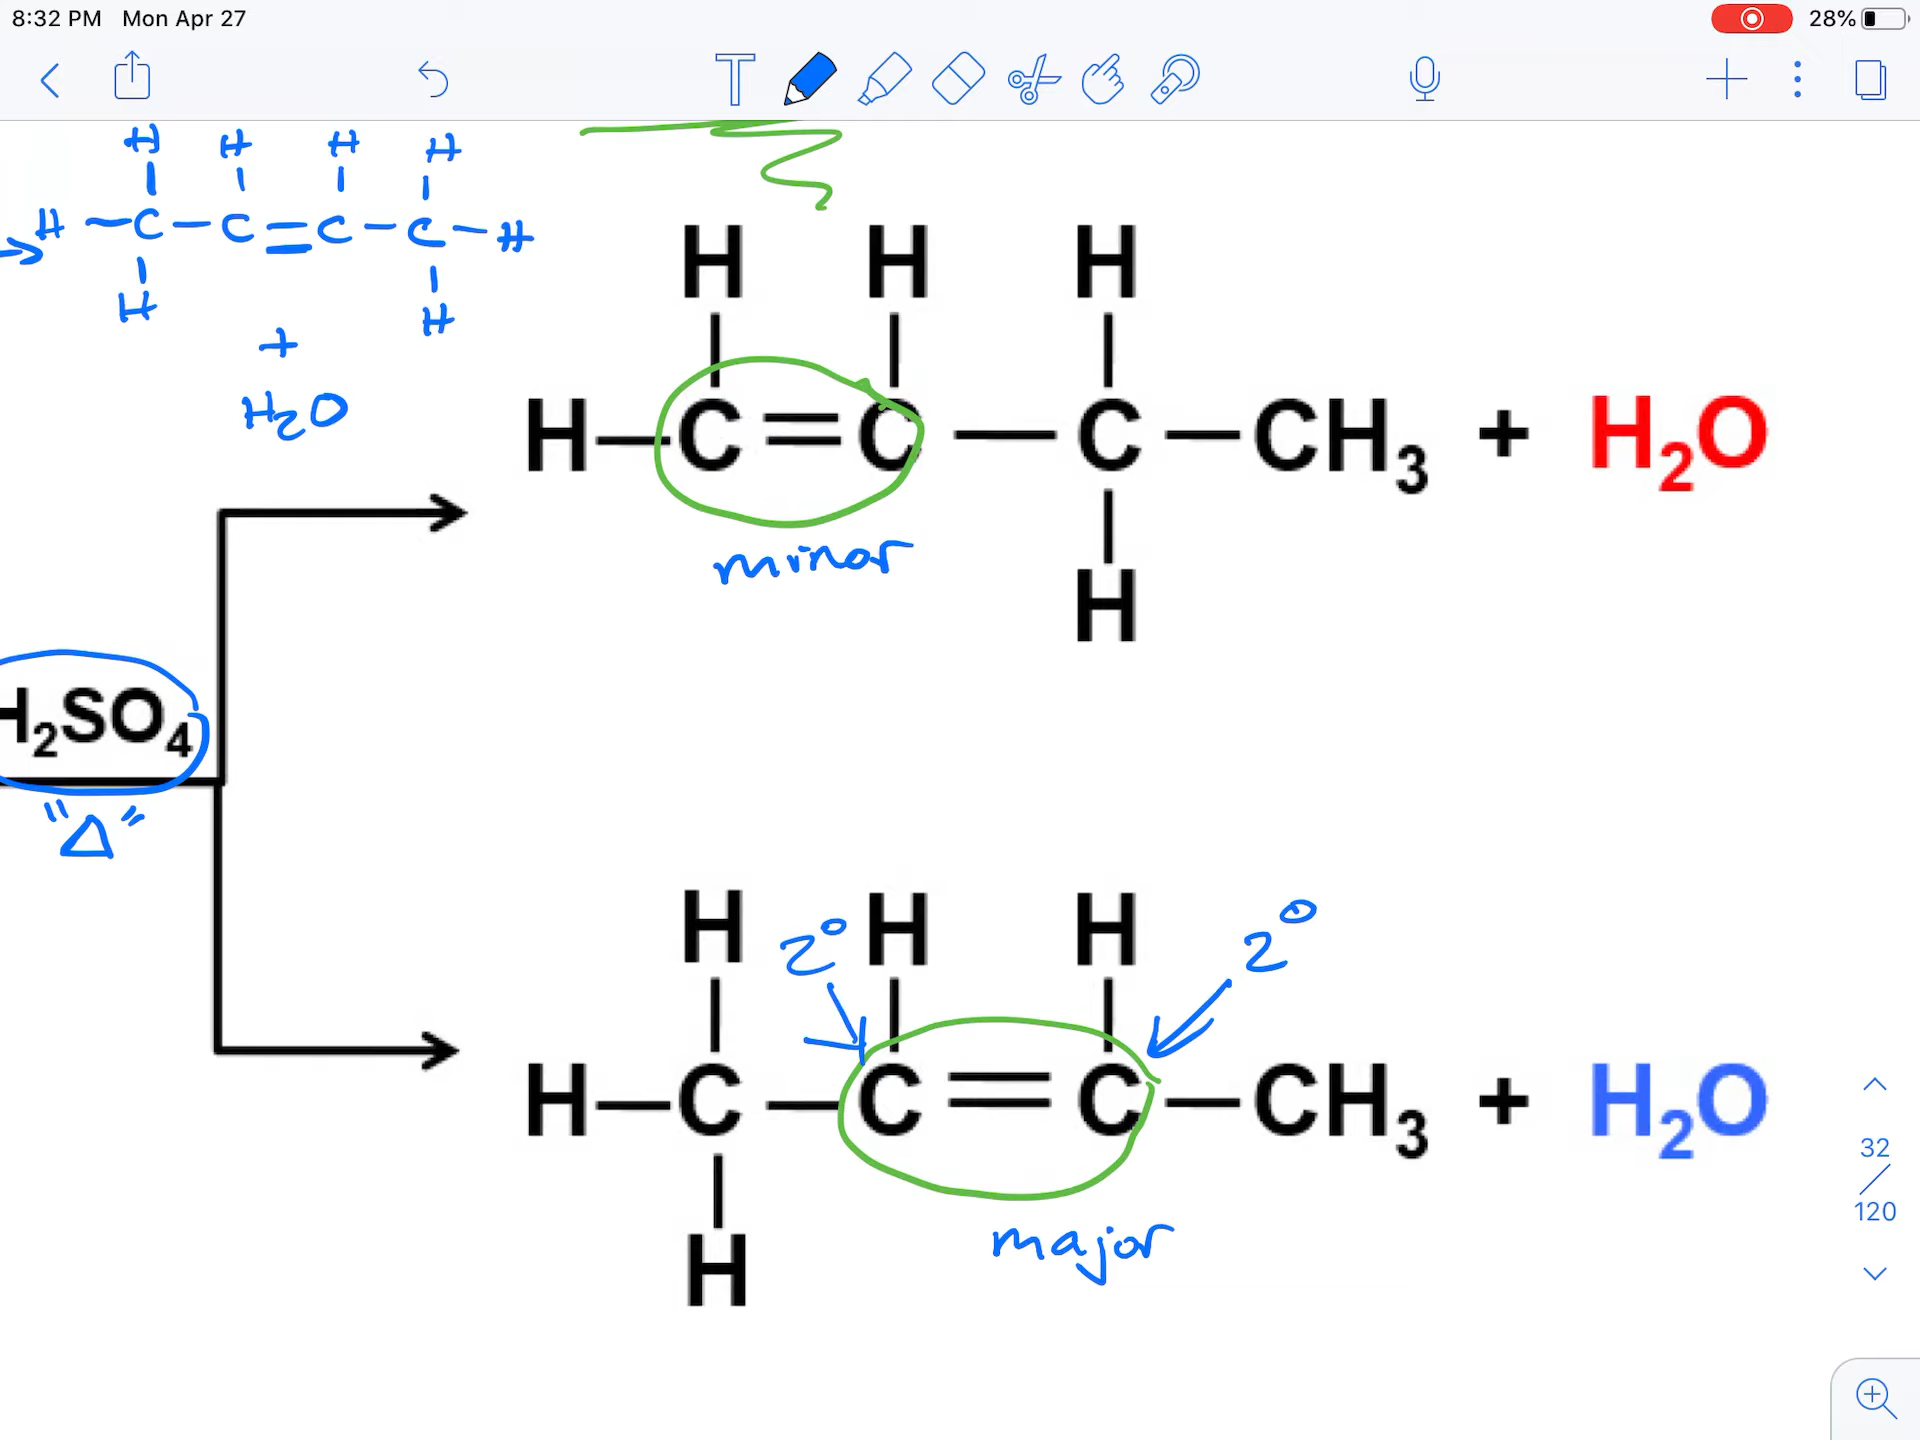 8:32 PM Mon Apr 27
28%
T
H H H H
H - C - C = C - C - H
H H
+
H₂O
H H H
H—C=C—C—CH₃ + H₂O
H
minor
H₂SO₄
"Δ"
H 2° H H 2°
H—C—C=C—CH₃ + H₂O
H
major
32
/
120